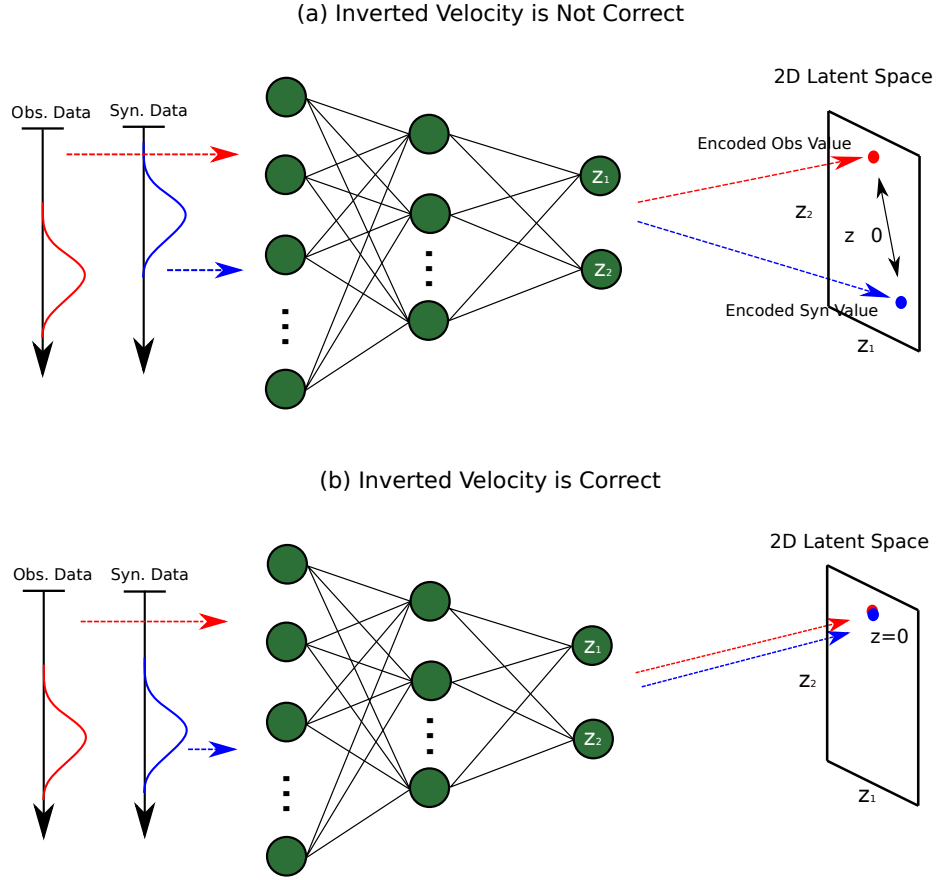 (a) Inverted Velocity is Not Correct
2D Latent Space
Obs. Data
Syn. Data
Encoded Obs Value
z₁
z₂
z₂
z 0
Encoded Syn Value
z₁
(b) Inverted Velocity is Correct
2D Latent Space
Obs. Data
Syn. Data
z₁
z₂
z=0
z₂
z₁